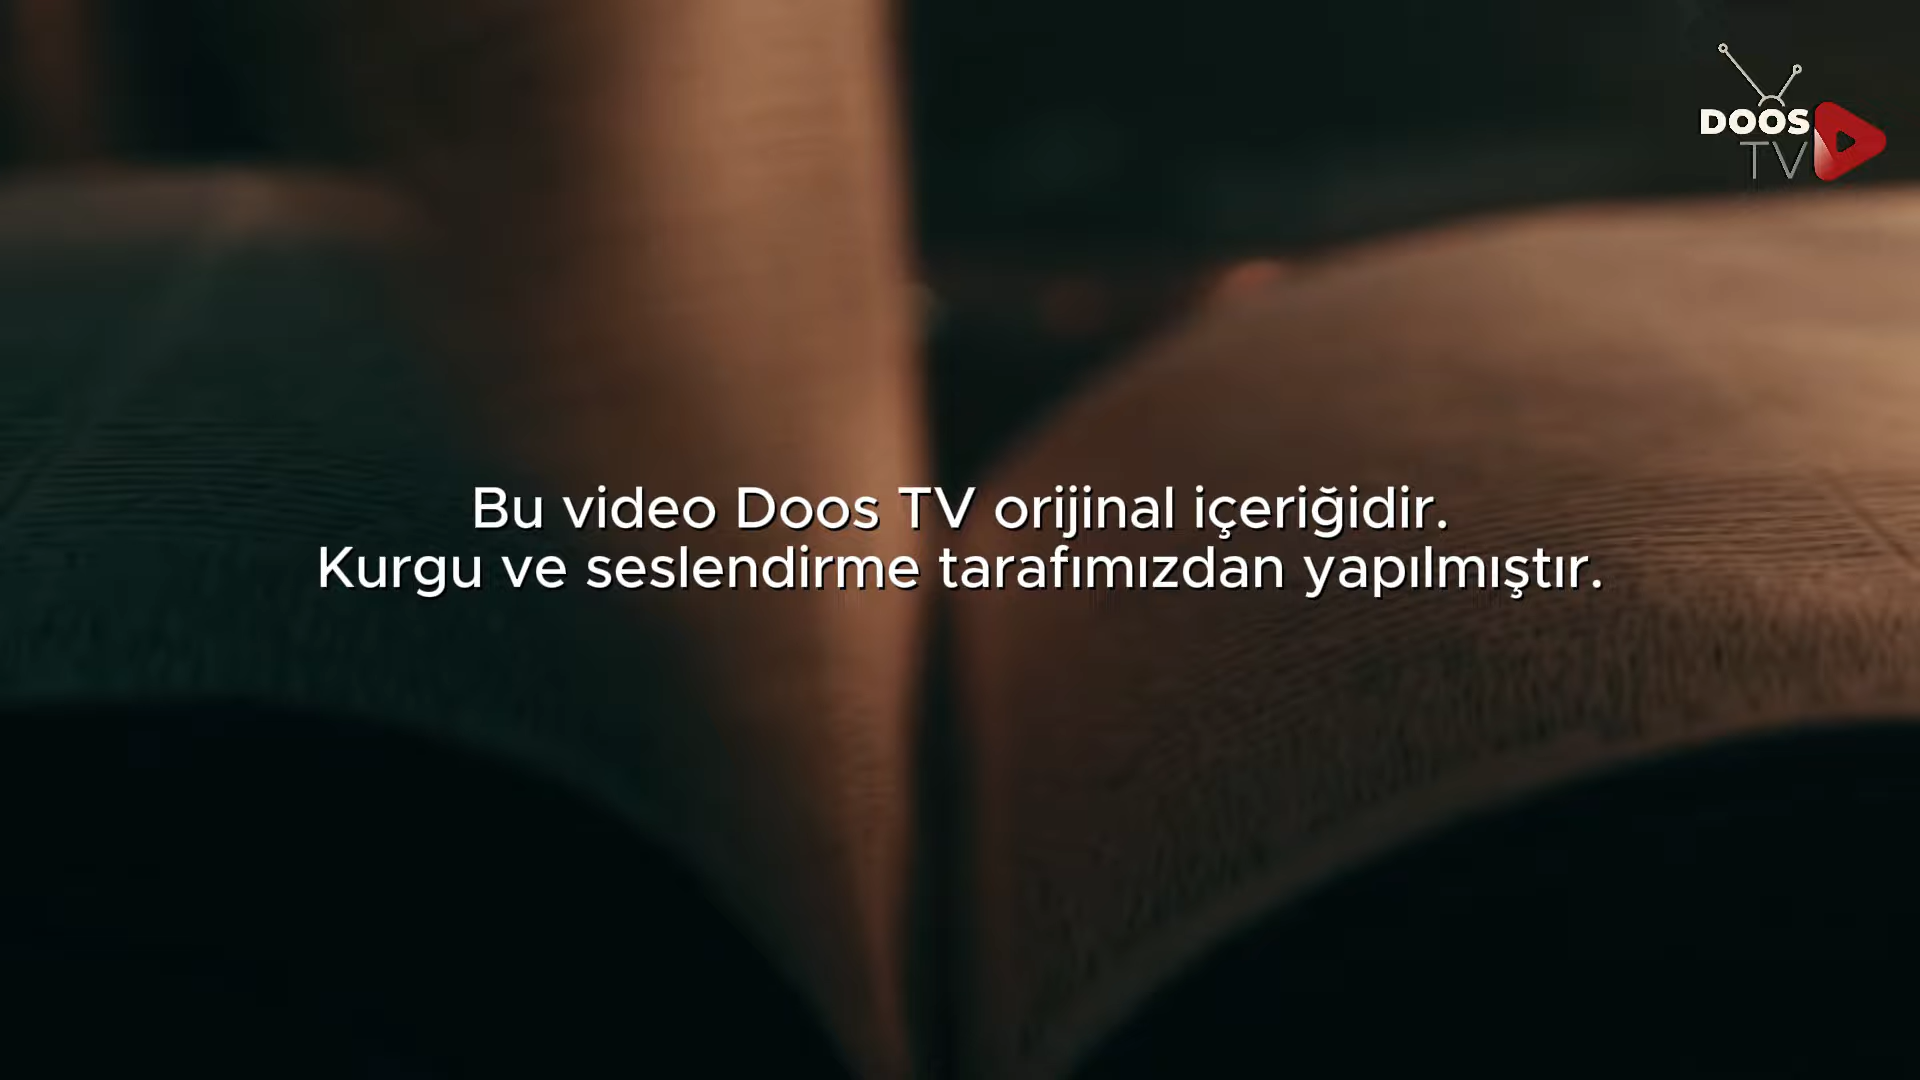 DOOS
TV
Bu video Doos TV orijinal içeriğidir.
Kurgu ve seslendirme tarafımızdan yapılmıştır.